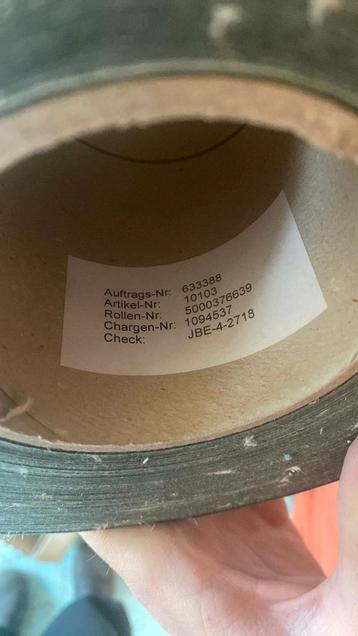 Auftrags-Nr: 633388
Artikel-Nr: 10103
Rollen-Nr: 5000376639
Chargen-Nr: 1094537
Check: JBE-4-2718